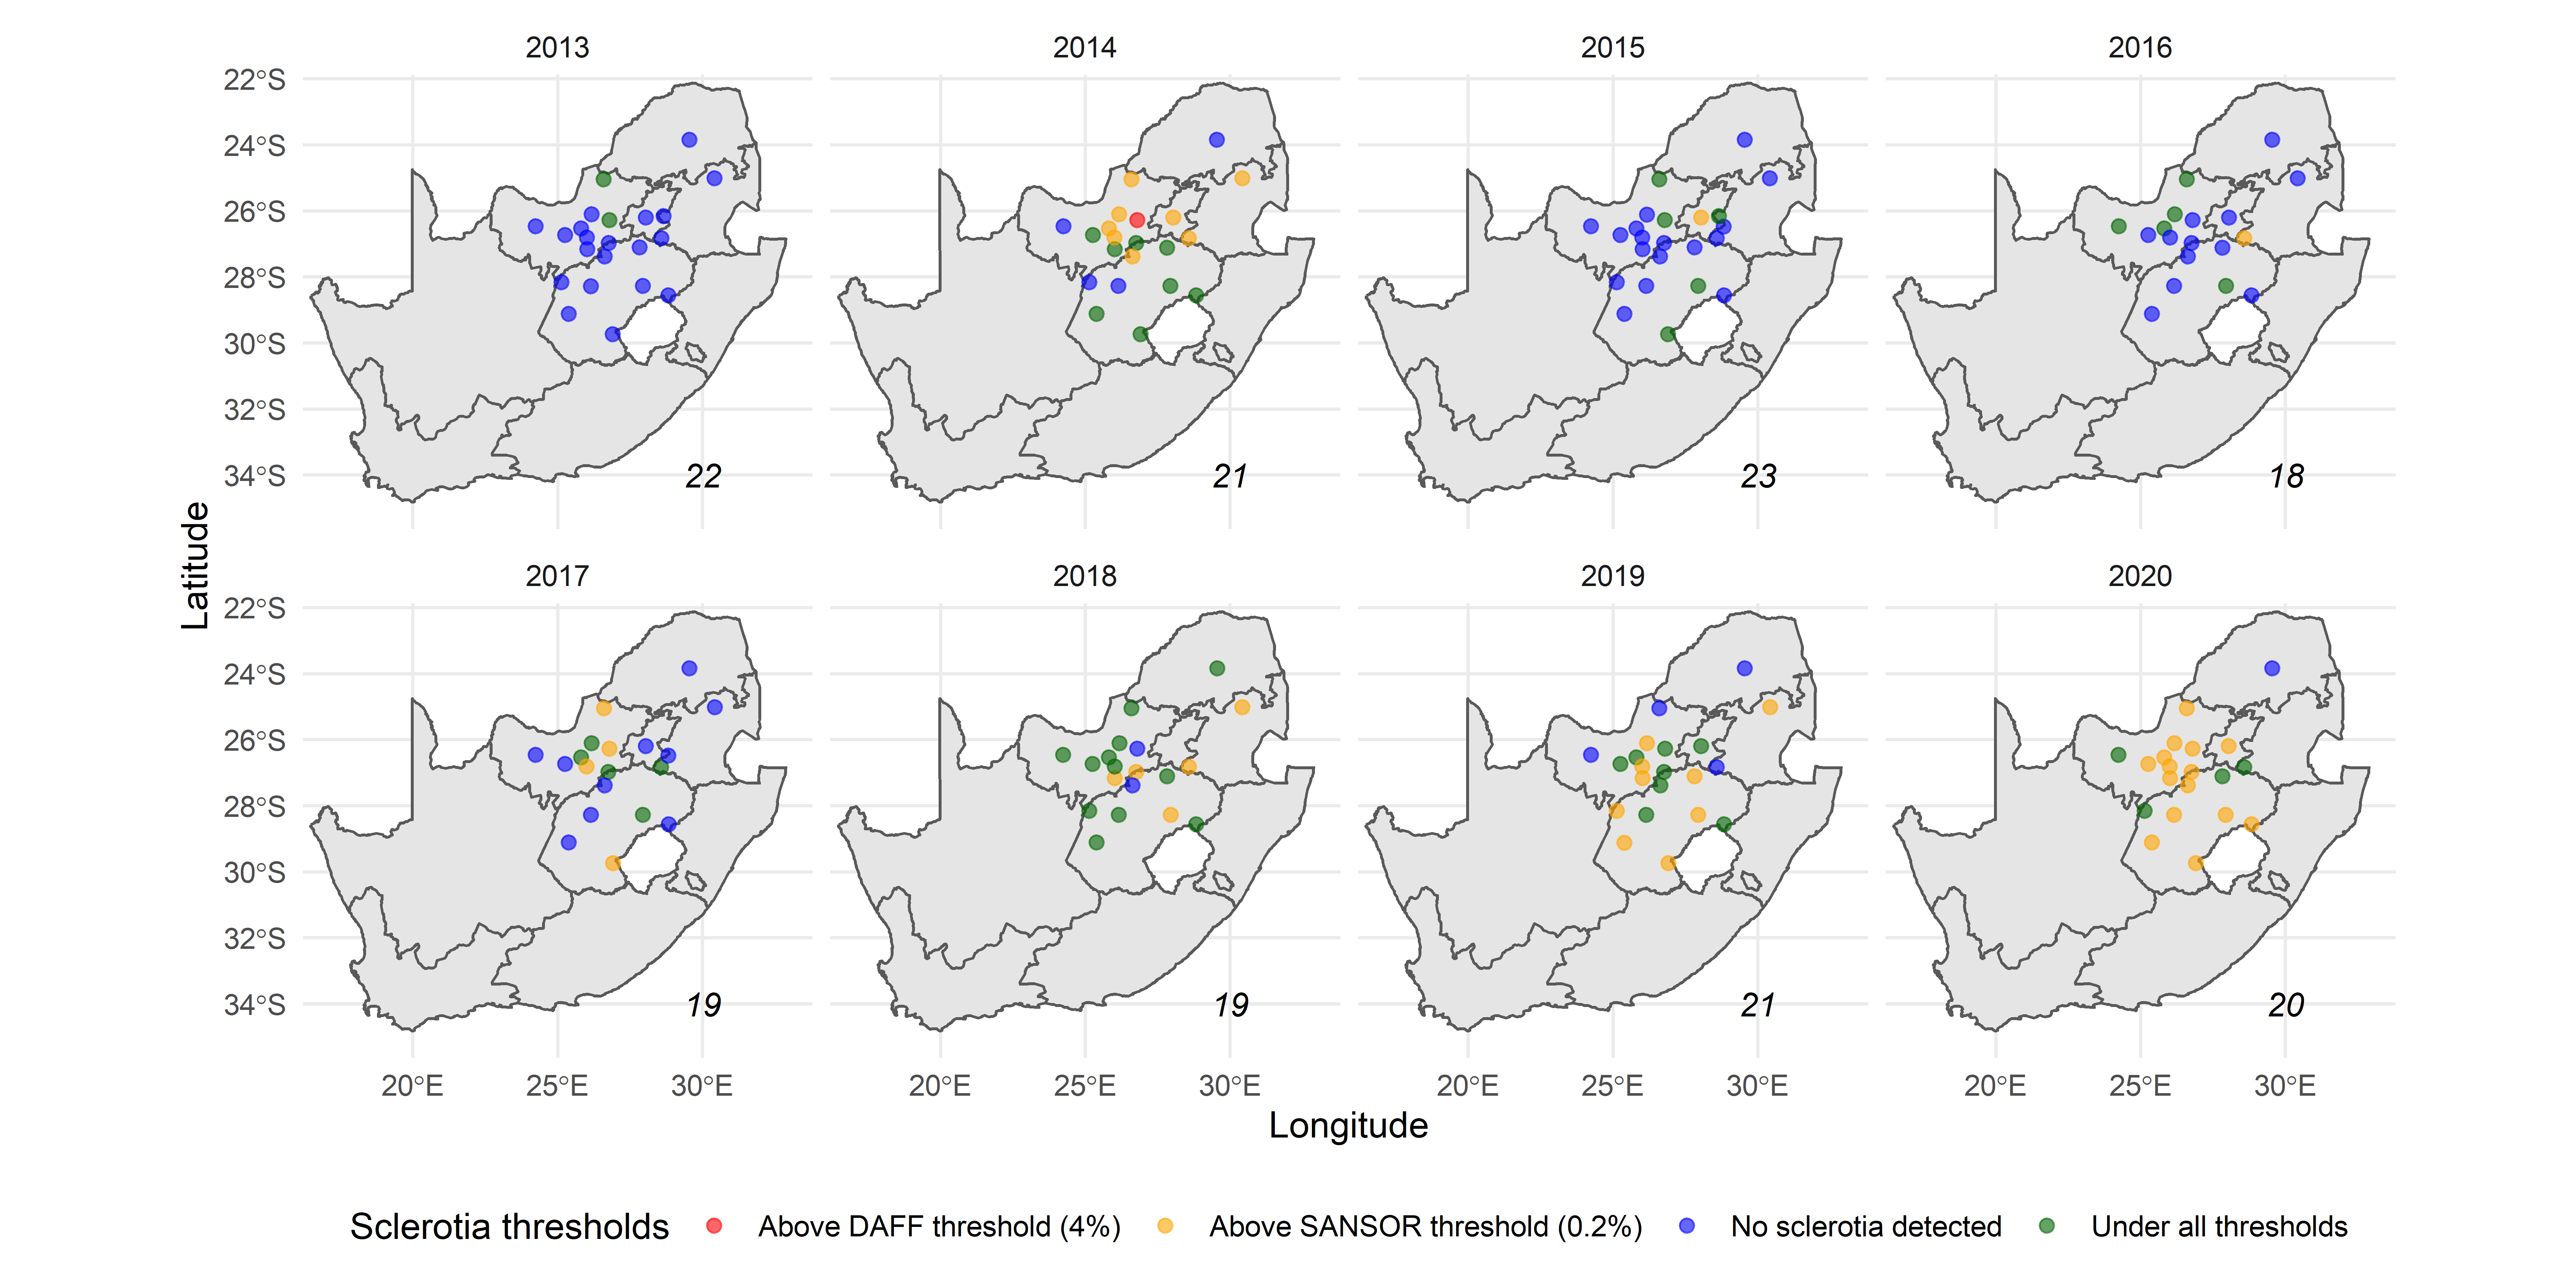 2013 2014 2015 2016
22°S
24°S
26°S
28°S
30°S
32°S
34°S
22 21 23 18
Latitude
2017 2018 2019 2020
22°S
24°S
26°S
28°S
30°S
32°S
34°S
19 19 21 20
20°E 25°E 30°E 20°E 25°E 30°E 20°E 25°E 30°E 20°E 25°E 30°E
Longitude
Sclerotia thresholds Above DAFF threshold (4%) Above SANSOR threshold (0.2%) No sclerotia detected Under all thresholds